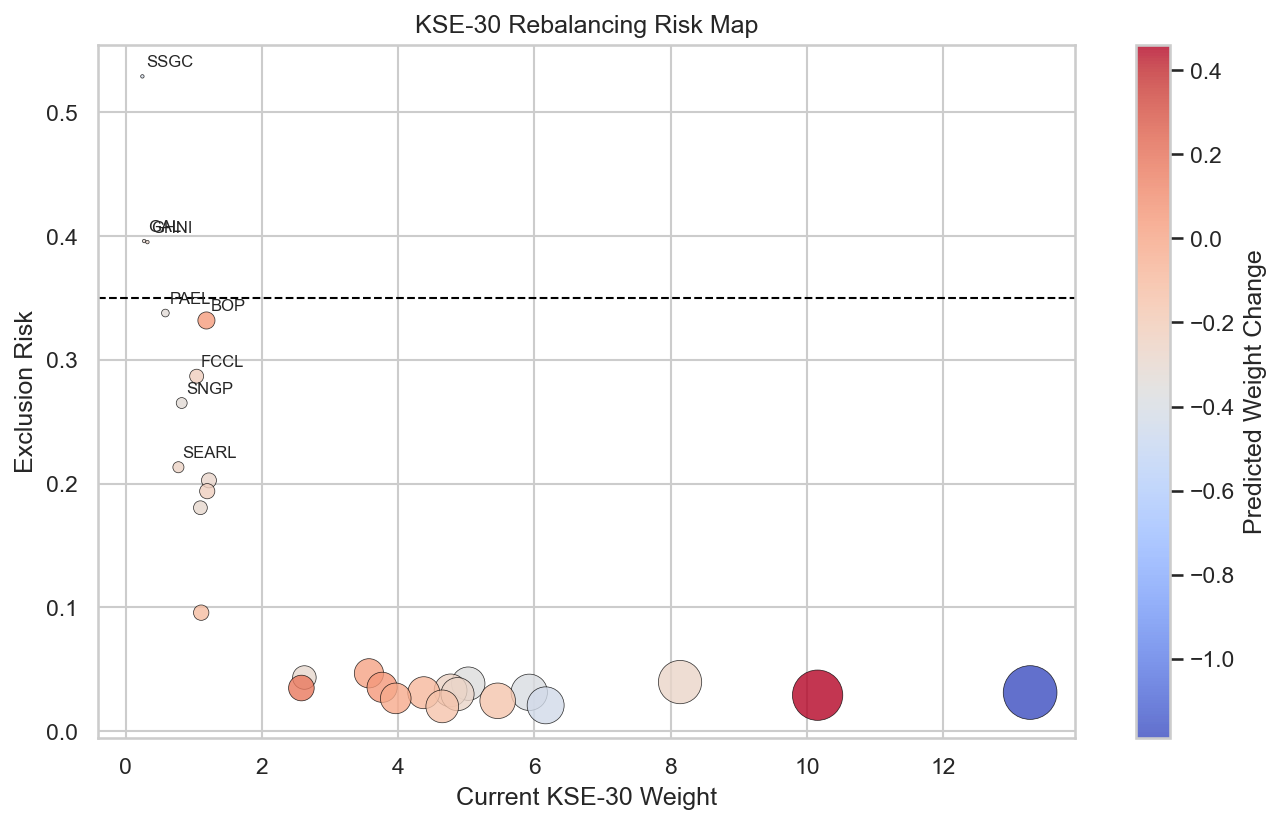 KSE-30 Rebalancing Risk Map
SSGC
GAL
GHNI
PAEL
BOP
FCCL
SNGP
SEARL
Exclusion Risk
0.5
0.4
0.3
0.2
0.1
0.0
0
2
4
6
8
10
12
Current KSE-30 Weight
0.4
0.2
0.0
−0.2
−0.4
−0.6
−0.8
−1.0
Predicted Weight Change